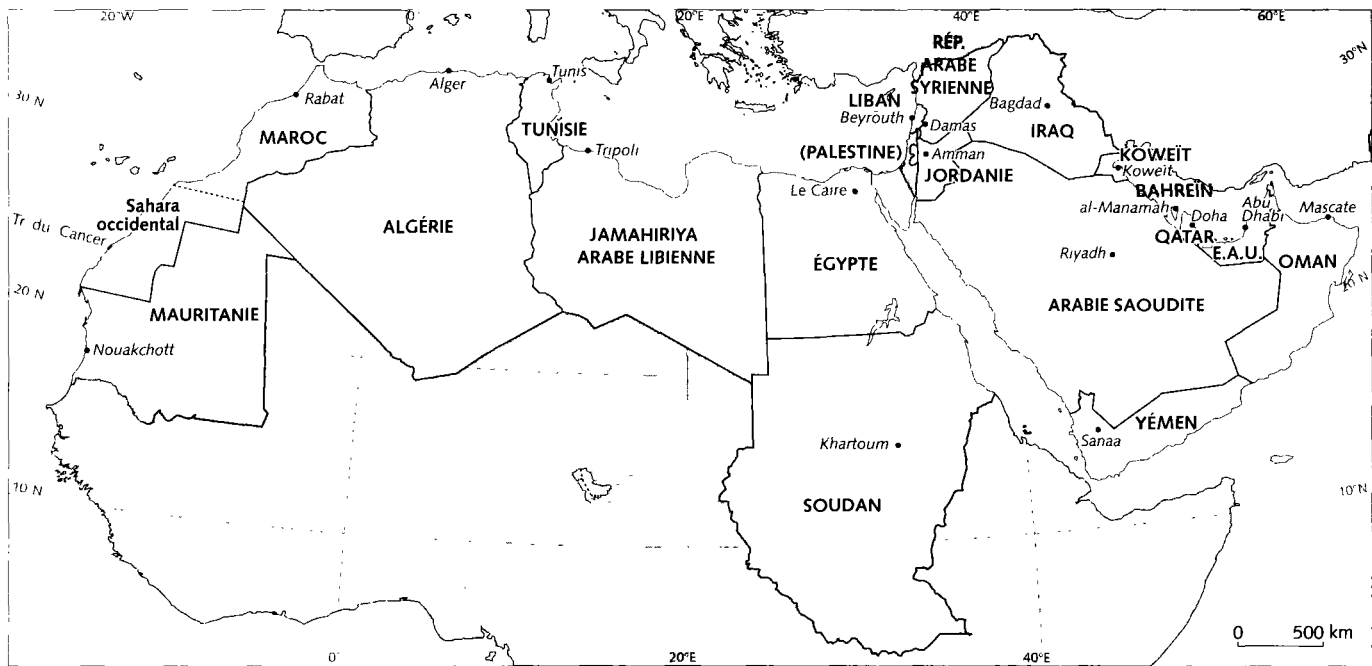 20°W
0°
20°E
40°E
60°E
30°N
30 N
Tr du Cancer
20 N
20 N
10 N
10°N
0°
20°E
40°E
Rabat
MAROC
Alger
Tunis
TUNISIE
Tripoli
Sahara
occidental
ALGÉRIE
JAMAHIRIYA
ARABE LIBIENNE
MAURITANIE
Nouakchott
RÉP.
ARABE
SYRIENNE
LIBAN
Beyrouth
Damas
Bagdad
IRAQ
(PALESTINE)
Amman
JORDANIE
Le Caire
ÉGYPTE
KOWEÏT
Koweït
BAHREÏN
al-Manamah
Doha
Abu
Dhabi
Mascate
QATAR
E.A.U.
Riyadh
OMAN
ARABIE SAOUDITE
YÉMEN
Sanaa
Khartoum
SOUDAN
0 500 km